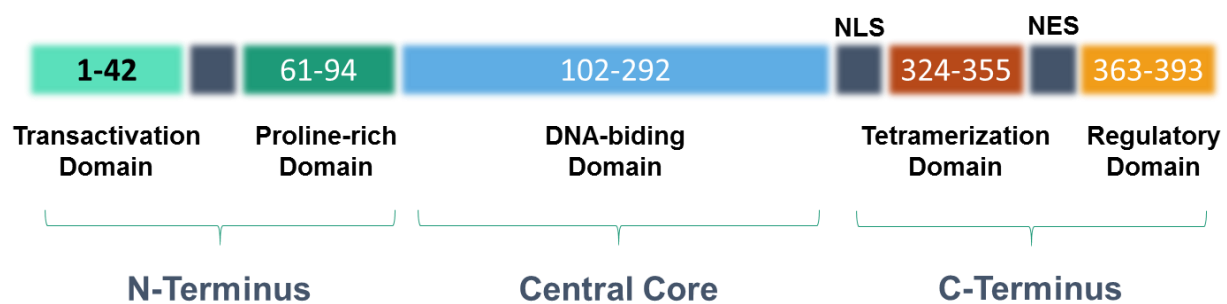 NLS NES
1-42 61-94 102-292 324-355 363-393
Transactivation Proline-rich DNA-biding Tetramerization Regulatory
Domain Domain Domain Domain Domain
N-Terminus Central Core C-Terminus